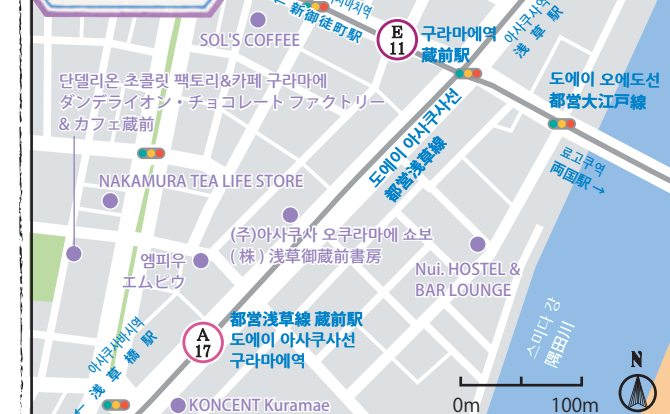 ← 新御徒町駅
E
11
구라마에역
蔵前駅
아사쿠사역
浅草駅
SOL'S COFFEE
단델리온 초콜릿 팩토리&카페 구라마에
ダンデライオン・チョコレート ファクトリー
& カフェ蔵前
도에이 오에도선
都営大江戸線
도에이 아사쿠사선
都営浅草線
료고쿠역
両国駅 →
NAKAMURA TEA LIFE STORE
(주)아사쿠사 오쿠라마에 쇼보
( 株 ) 浅草御蔵前書房
엠피우
エムピウ
Nui. HOSTEL &
BAR LOUNGE
스미다 강
隅田川
A
17
都営浅草線 蔵前駅
도에이 아사쿠사선
구라마에역
아사쿠사바시역
← 浅草橋駅
KONCENT Kuramae
0m
100m
N